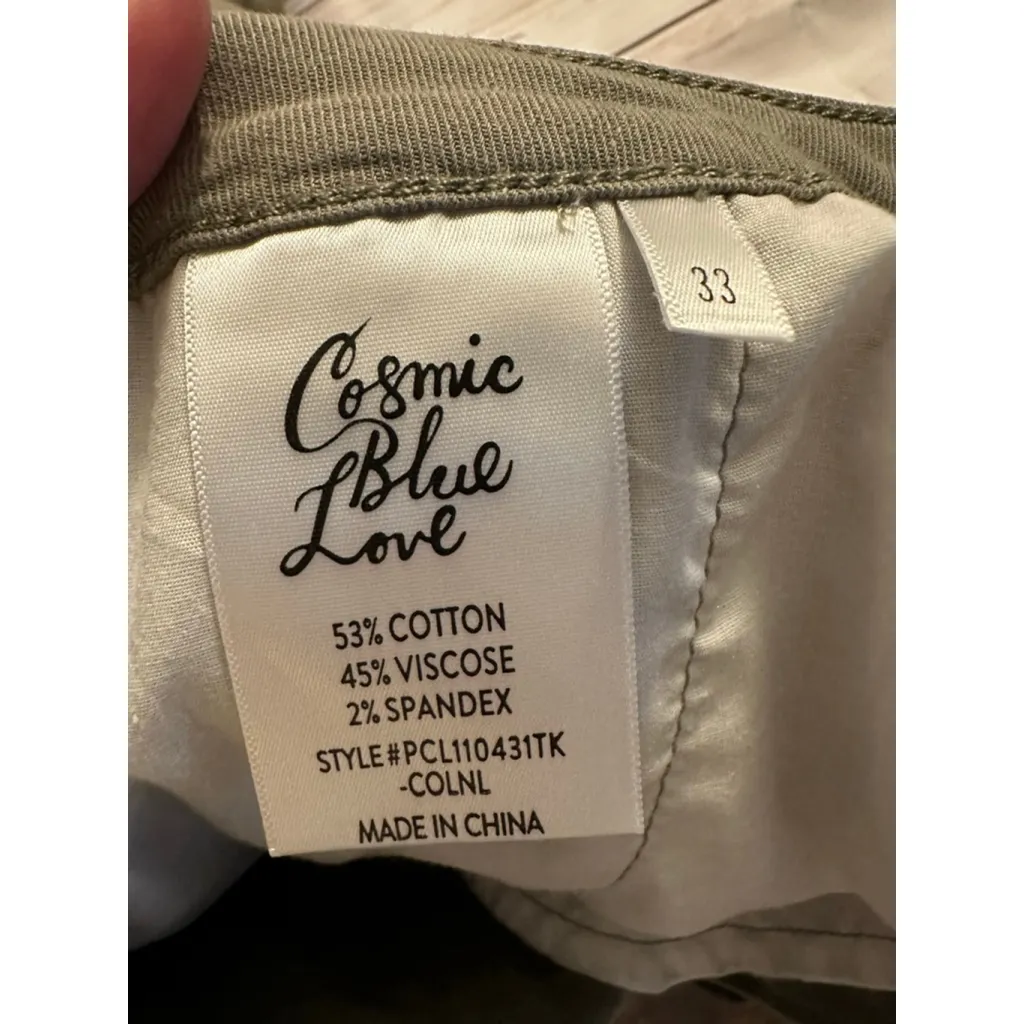 Cosmic
Blue
Love
53% COTTON
45% VISCOSE
2% SPANDEX
STYLE#PCL110431TK
-COLNL
MADE IN CHINA
33